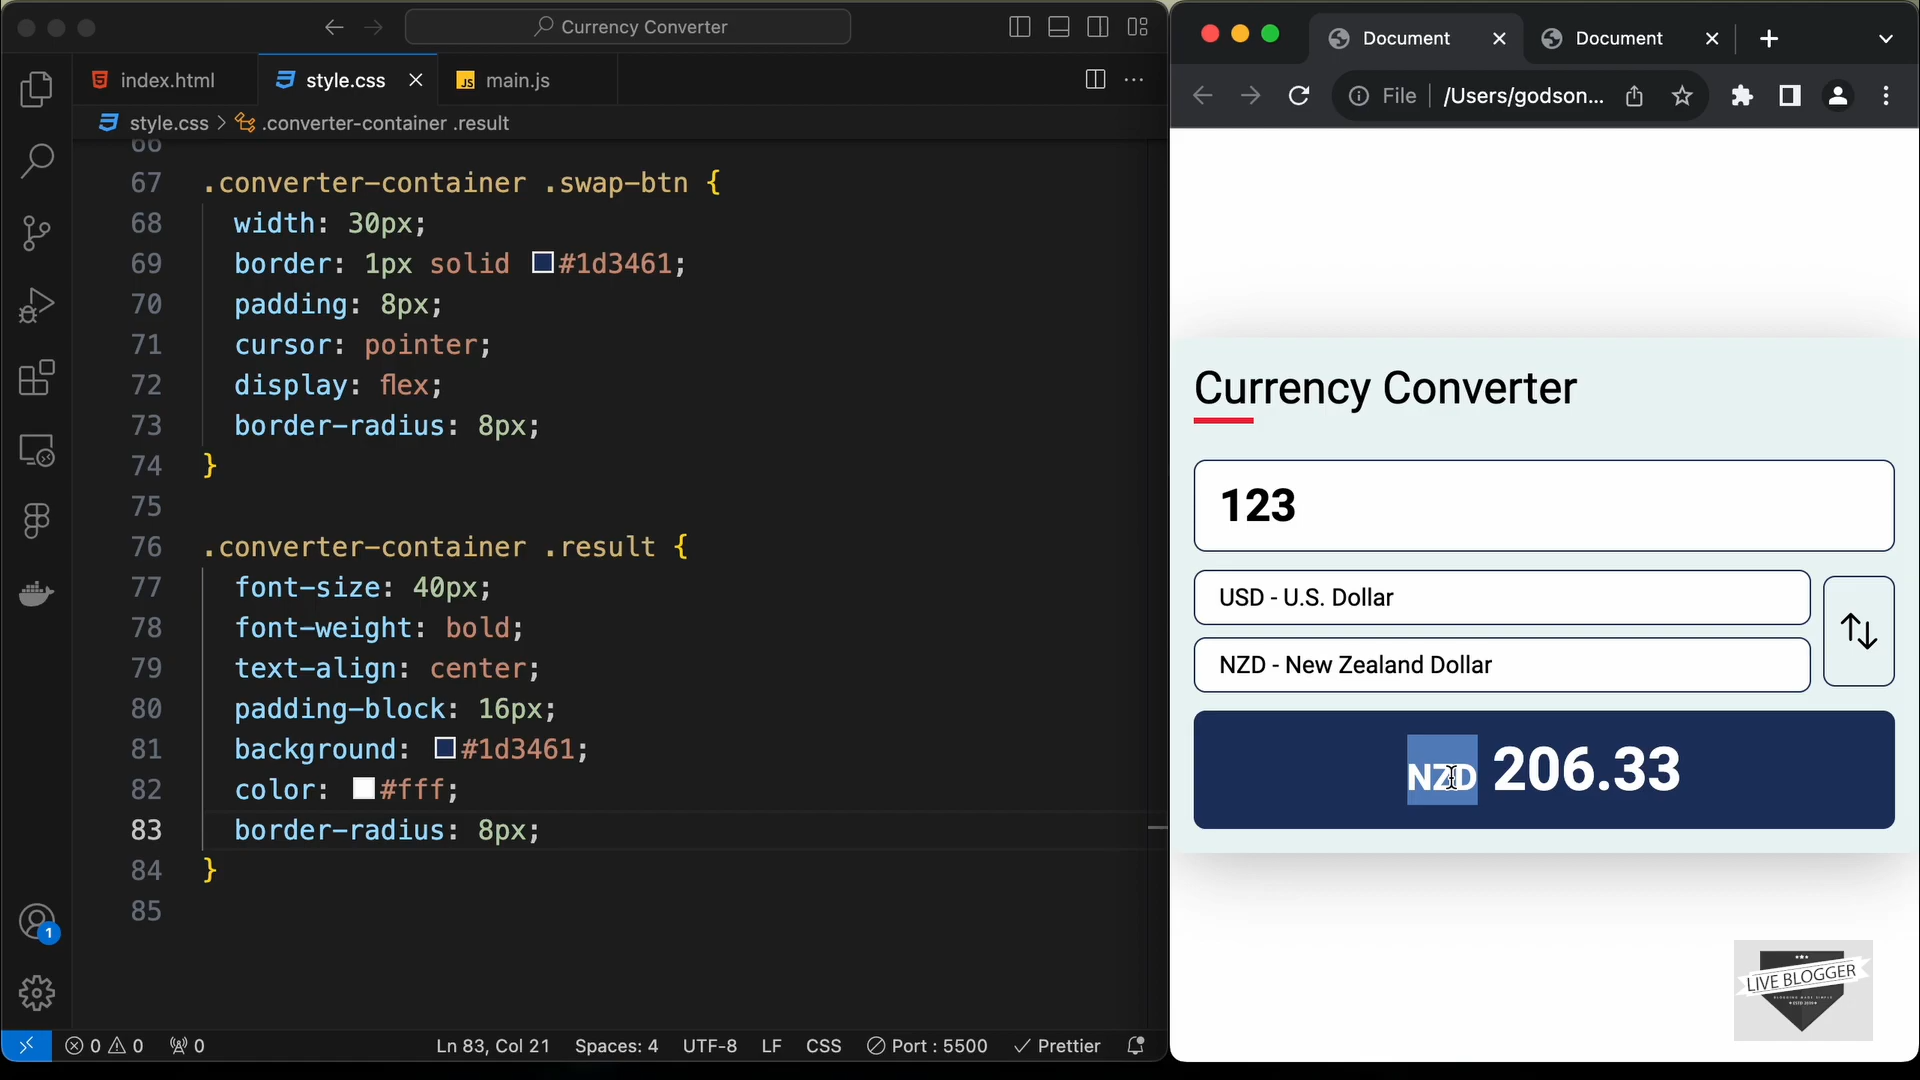 Currency Converter
index.html
style.css
main.js
style.css > .converter-container .result
66
67 .converter-container .swap-btn {
68 width: 30px;
69 border: 1px solid #1d3461;
70 padding: 8px;
71 cursor: pointer;
72 display: flex;
73 border-radius: 8px;
74 }
75
76 .converter-container .result {
77 font-size: 40px;
78 font-weight: bold;
79 text-align: center;
80 padding-block: 16px;
81 background: #1d3461;
82 color: #fff;
83 border-radius: 8px;
84 }
85
1
0 0 0 Ln 83, Col 21 Spaces: 4 UTF-8 LF CSS Port : 5500 Prettier
Document
Document
File /Users/godson...
Currency Converter
123
USD - U.S. Dollar
NZD - New Zealand Dollar
NZD 206.33
LIVE BLOGGER